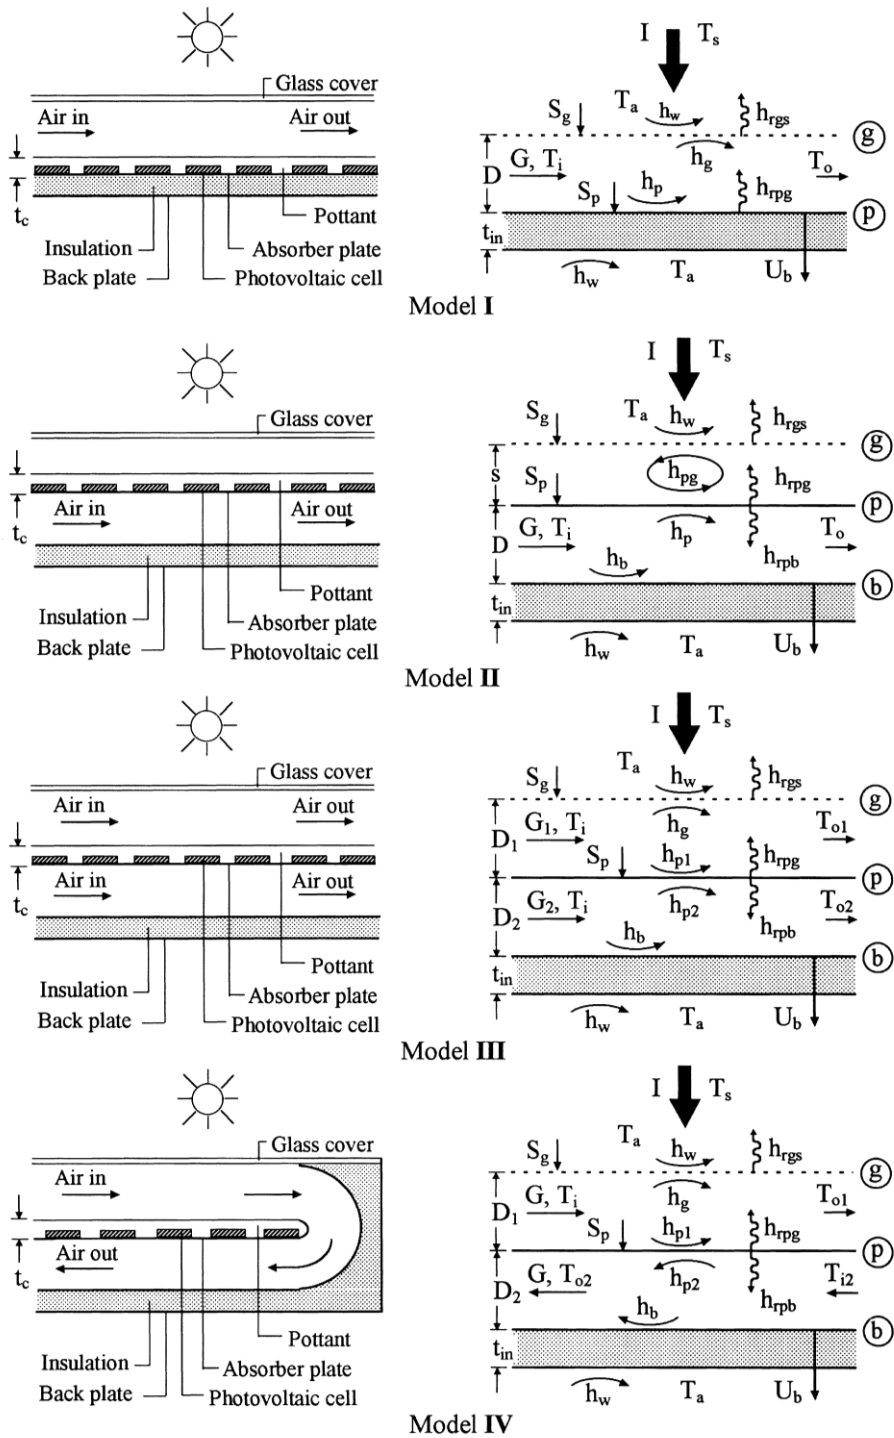 Glass cover
Air in Air out
t_c
Pottant
Insulation Absorber plate
Back plate Photovoltaic cell
I T_s
T_a h_w h_rgs
S_g
g
h_g
D G, T_i T_o
S_p h_p h_rpg
p
t_in
h_w T_a U_b
Model I
Glass cover
t_c Air in Air out
Pottant
Insulation Absorber plate
Back plate Photovoltaic cell
I T_s
S_g T_a h_w h_rgs
g
s S_p h_pg h_rpg
p
D G, T_i h_p T_o
h_b h_rpb
b
t_in
h_w T_a U_b
Model II
Glass cover
Air in Air out
t_c Air in Air out
Pottant
Insulation Absorber plate
Back plate Photovoltaic cell
I T_s
T_a
S_g h_w h_rgs
g
D_1 G_1, T_i h_g T_o1
S_p h_p1 h_rpg
p
D_2 G_2, T_i h_p2 T_o2
h_b h_rpb
b
t_in
h_w T_a U_b
Model III
Glass cover
Air in
t_c Air out
Pottant
Insulation Absorber plate
Back plate Photovoltaic cell
I T_s
T_a
S_g h_w h_rgs
g
D_1 G, T_i h_g T_o1
S_p h_p1 h_rpg
p
D_2 G, T_o2 h_p2 T_i2
h_b h_rpb
b
t_in
h_w T_a U_b
Model IV